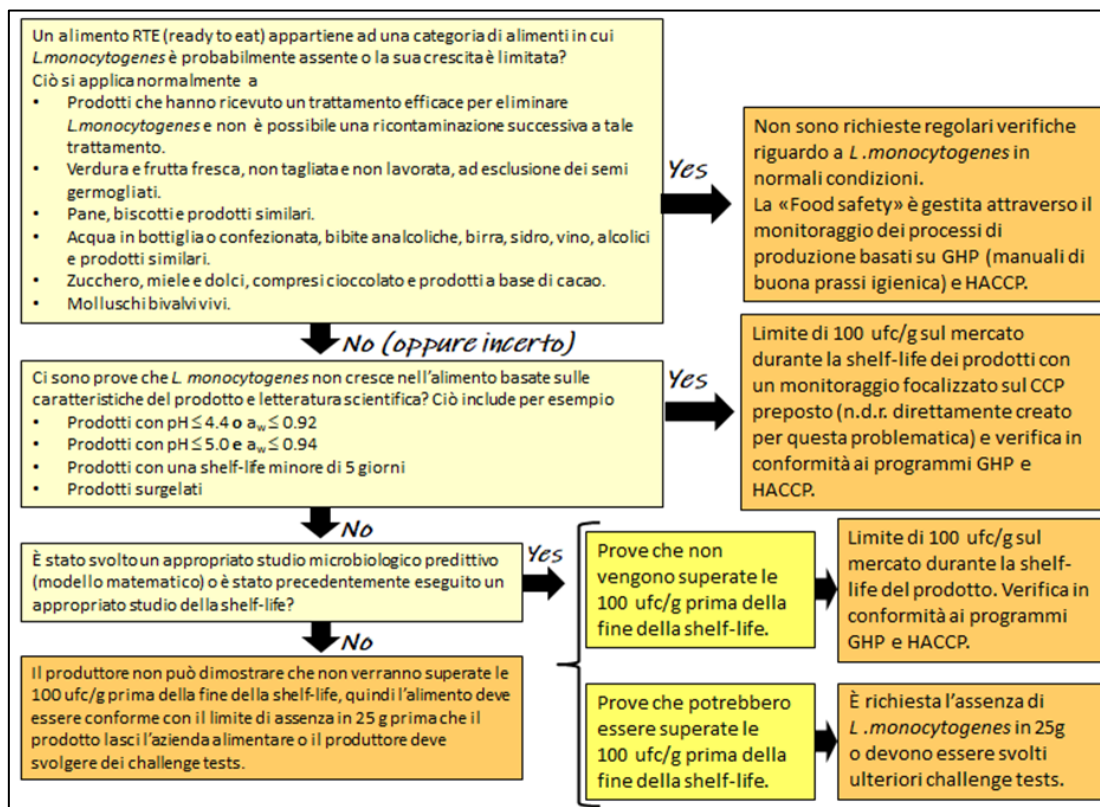 Un alimento RTE (ready to eat) appartiene ad una categoria di alimenti in cui
L.monocytogenes è probabilmente assente o la sua crescita è limitata?
Ciò si applica normalmente a
• Prodotti che hanno ricevuto un trattamento efficace per eliminare
L.monocytogenes e non è possibile una ricontaminazione successiva a tale
trattamento.
• Verdura e frutta fresca, non tagliata e non lavorata, ad esclusione dei semi
germogliati.
• Pane, biscotti e prodotti similari.
• Acqua in bottiglia o confezionata, bibite analcoliche, birra, sidro, vino, alcolici
e prodotti similari.
• Zucchero, miele e dolci, compresi cioccolato e prodotti a base di cacao.
• Molluschi bivalvi vivi.
Yes
Non sono richieste regolari verifiche
riguardo a L .monocytogenes in
normali condizioni.
La «Food safety» è gestita attraverso il
monitoraggio dei processi di
produzione basati su GHP (manuali di
buona prassi igienica) e HACCP.
No (oppure incerto)
Ci sono prove che L. monocytogenes non cresce nell'alimento basate sulle
caratteristiche del prodotto e letteratura scientifica? Ciò include per esempio
• Prodotti con pH ≤ 4.4 o aw ≤ 0.92
• Prodotti con pH ≤ 5.0 e aw ≤ 0.94
• Prodotti con una shelf-life minore di 5 giorni
• Prodotti surgelati
Yes
Limite di 100 ufc/g sul mercato
durante la shelf-life dei prodotti con
un monitoraggio focalizzato sul CCP
preposto (n.d.r. direttamente creato
per questa problematica) e verifica in
conformità ai programmi GHP e
HACCP.
No
È stato svolto un appropriato studio microbiologico predittivo
(modello matematico) o è stato precedentemente eseguito un
appropriato studio della shelf-life?
Yes
Prove che non
vengono superate le
100 ufc/g prima della
fine della shelf-life.
Limite di 100 ufc/g sul
mercato durante la shelf-
life del prodotto. Verifica in
conformità ai programmi
GHP e HACCP.
No
Il produttore non può dimostrare che non verranno superate le
100 ufc/g prima della fine della shelf-life, quindi l'alimento deve
essere conforme con il limite di assenza in 25 g prima che il
prodotto lasci l'azienda alimentare o il produttore deve
svolgere dei challenge tests.
Prove che potrebbero
essere superate le
100 ufc/g prima della
fine della shelf-life.
È richiesta l'assenza di
L .monocytogenes in 25g
o devono essere svolti
ulteriori challenge tests.